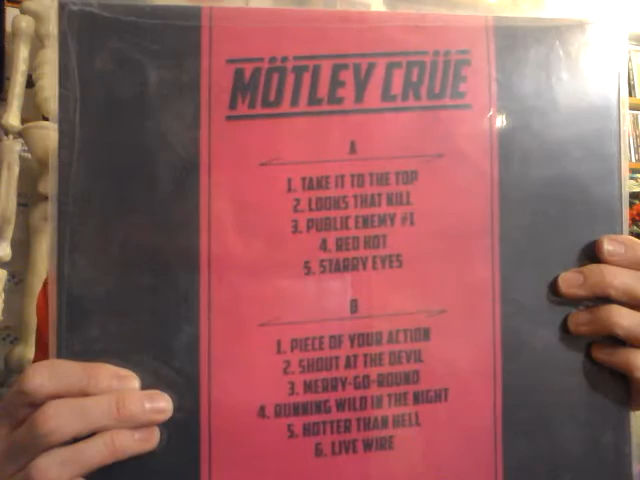 MÖTLEY CRÜE
A
1. TAKE IT TO THE TOP
2. LOOKS THAT KILL
3. PUBLIC ENEMY #1
4. RED HOT
5. STARRY EYES
B
1. PIECE OF YOUR ACTION
2. SHOUT AT THE DEVIL
3. MERRY-GO-ROUND
4. RUNNING WILD IN THE NIGHT
5. HOTTER THAN HELL
6. LIVE WIRE